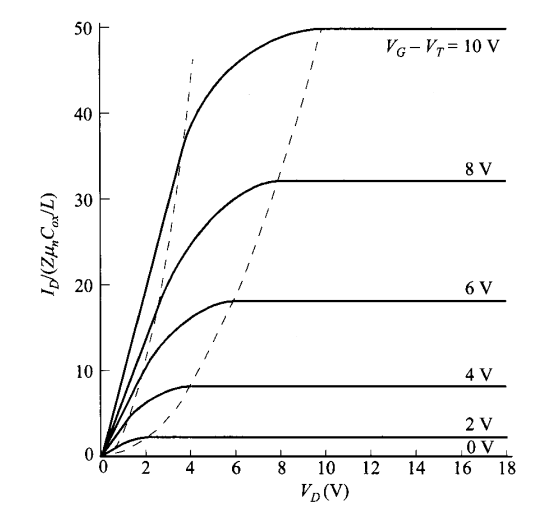 50
V_G – V_T = 10 V
40
8 V
30
I_D/(Zμ_nC_ox/L)
20
6 V
10
4 V
2 V
0
0 V
0 2 4 6 8 10 12 14 16 18
V_D (V)